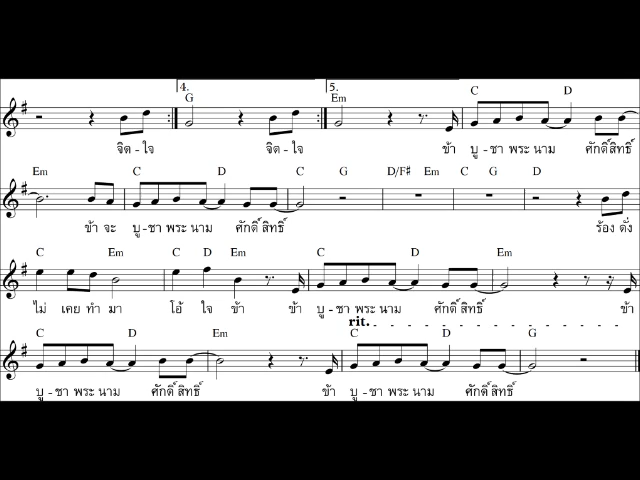 4. 5.
G Em C D
จิต - ใจ จิต - ใจ ข้า บู - ชา พระ นาม ศักดิ์ สิทธิ์
Em C D C G D/F# Em C G D
ข้า จะ บู - ชา พระ นาม ศักดิ์ สิทธิ์ ร้อง ดั่ง
C Em C D Em C D Em
ไม่ เคย ทำ มา โอ้ ใจ ข้า ข้า บู - ชา พระ นาม ศักดิ์ สิทธิ์ ข้า
rit.
C D Em C D G
บู - ชา พระ นาม ศักดิ์ สิทธิ์ ข้า บู - ชา พระ นาม ศักดิ์ สิทธิ์